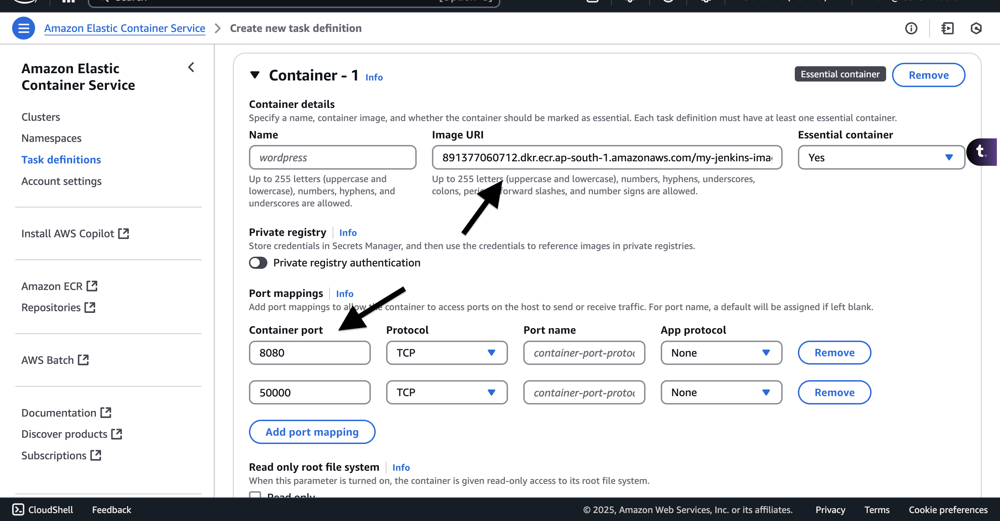 Amazon Elastic Container Service > Create new task definition
Amazon Elastic
Container Service
Clusters
Namespaces
Task definitions
Account settings
Install AWS Copilot
Amazon ECR
Repositories
AWS Batch
Documentation
Discover products
Subscriptions
Container - 1 Info
Essential container
Remove
Container details
Specify a name, container image, and whether the container should be marked as essential. Each task definition must have at least one essential container.
Name
wordpress
Up to 255 letters (uppercase and
lowercase), numbers, hyphens, and
underscores are allowed.
Image URI
891377060712.dkr.ecr.ap-south-1.amazonaws.com/my-jenkins-ima
Up to 255 letters (uppercase and lowercase), numbers, hyphens, underscores,
colons, forward slashes, and number signs are allowed.
Essential container
Yes
t.
Private registry Info
Store credentials in Secrets Manager, and then use the credentials to reference images in private registries.
Private registry authentication
Port mappings Info
Add port mappings to allow the container to access ports on the host to send or receive traffic. For port name, a default will be assigned if left blank.
Container port Protocol Port name App protocol
8080 TCP container-port-protoc None Remove
50000 TCP container-port-protoc None Remove
Add port mapping
Read only root file system Info
When this parameter is turned on, the container is given read-only access to its root file system.
Read only
CloudShell Feedback © 2025, Amazon Web Services, Inc. or its affiliates. Privacy Terms Cookie preferences